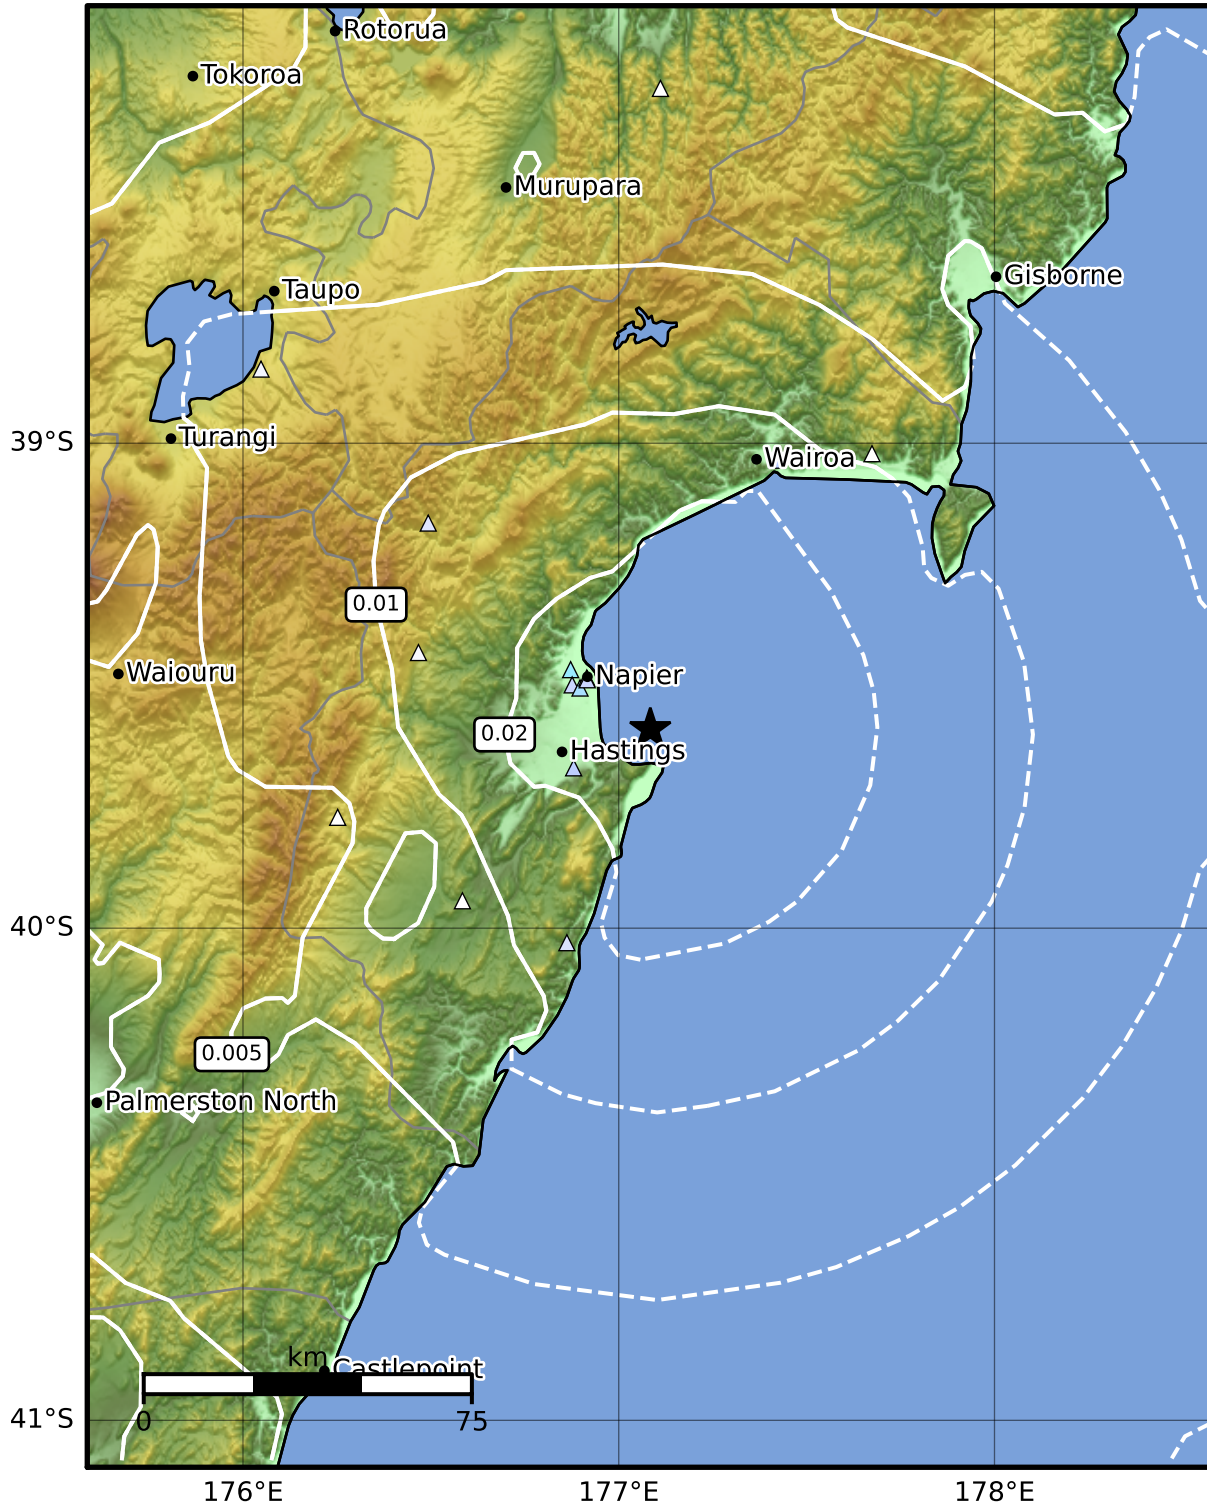 Rotorua
Tokoroa
Murupara
Gisborne
Taupo
39°S
Turangi
Wairoa
0.01
Waiouru
Napier
0.02
Hastings
40°S
0.005
Palmerston North
km
Castlepoint
0 75
41°S
176°E 177°E 178°E